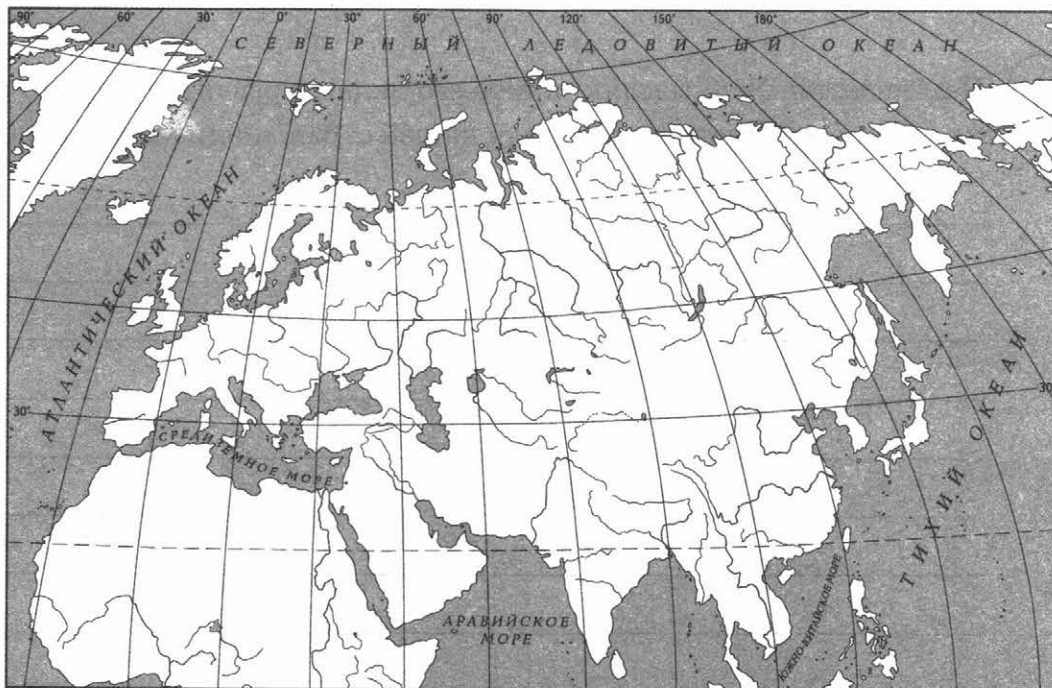 90° 60° 30° 0° 30° 60° 90° 120° 150° 180°
СЕВЕРНЫЙ ЛЕДОВИТЫЙ ОКЕАН
АТЛАНТИЧЕСКИЙ ОКЕАН
30°
30
СРЕДИЗЕМНОЕ МОРЕ
ТИХИЙ ОКЕАН
АРАВИЙСКОЕ
МОРЕ
ЮЖНО-КИТАЙСКОЕ МОРЕ